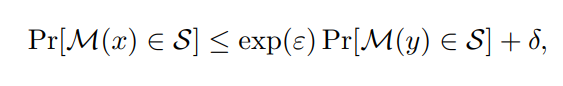 Pr[ℳ(x) ∈ 𝒮] ≤ exp(ε) Pr[ℳ(y) ∈ 𝒮] + δ,